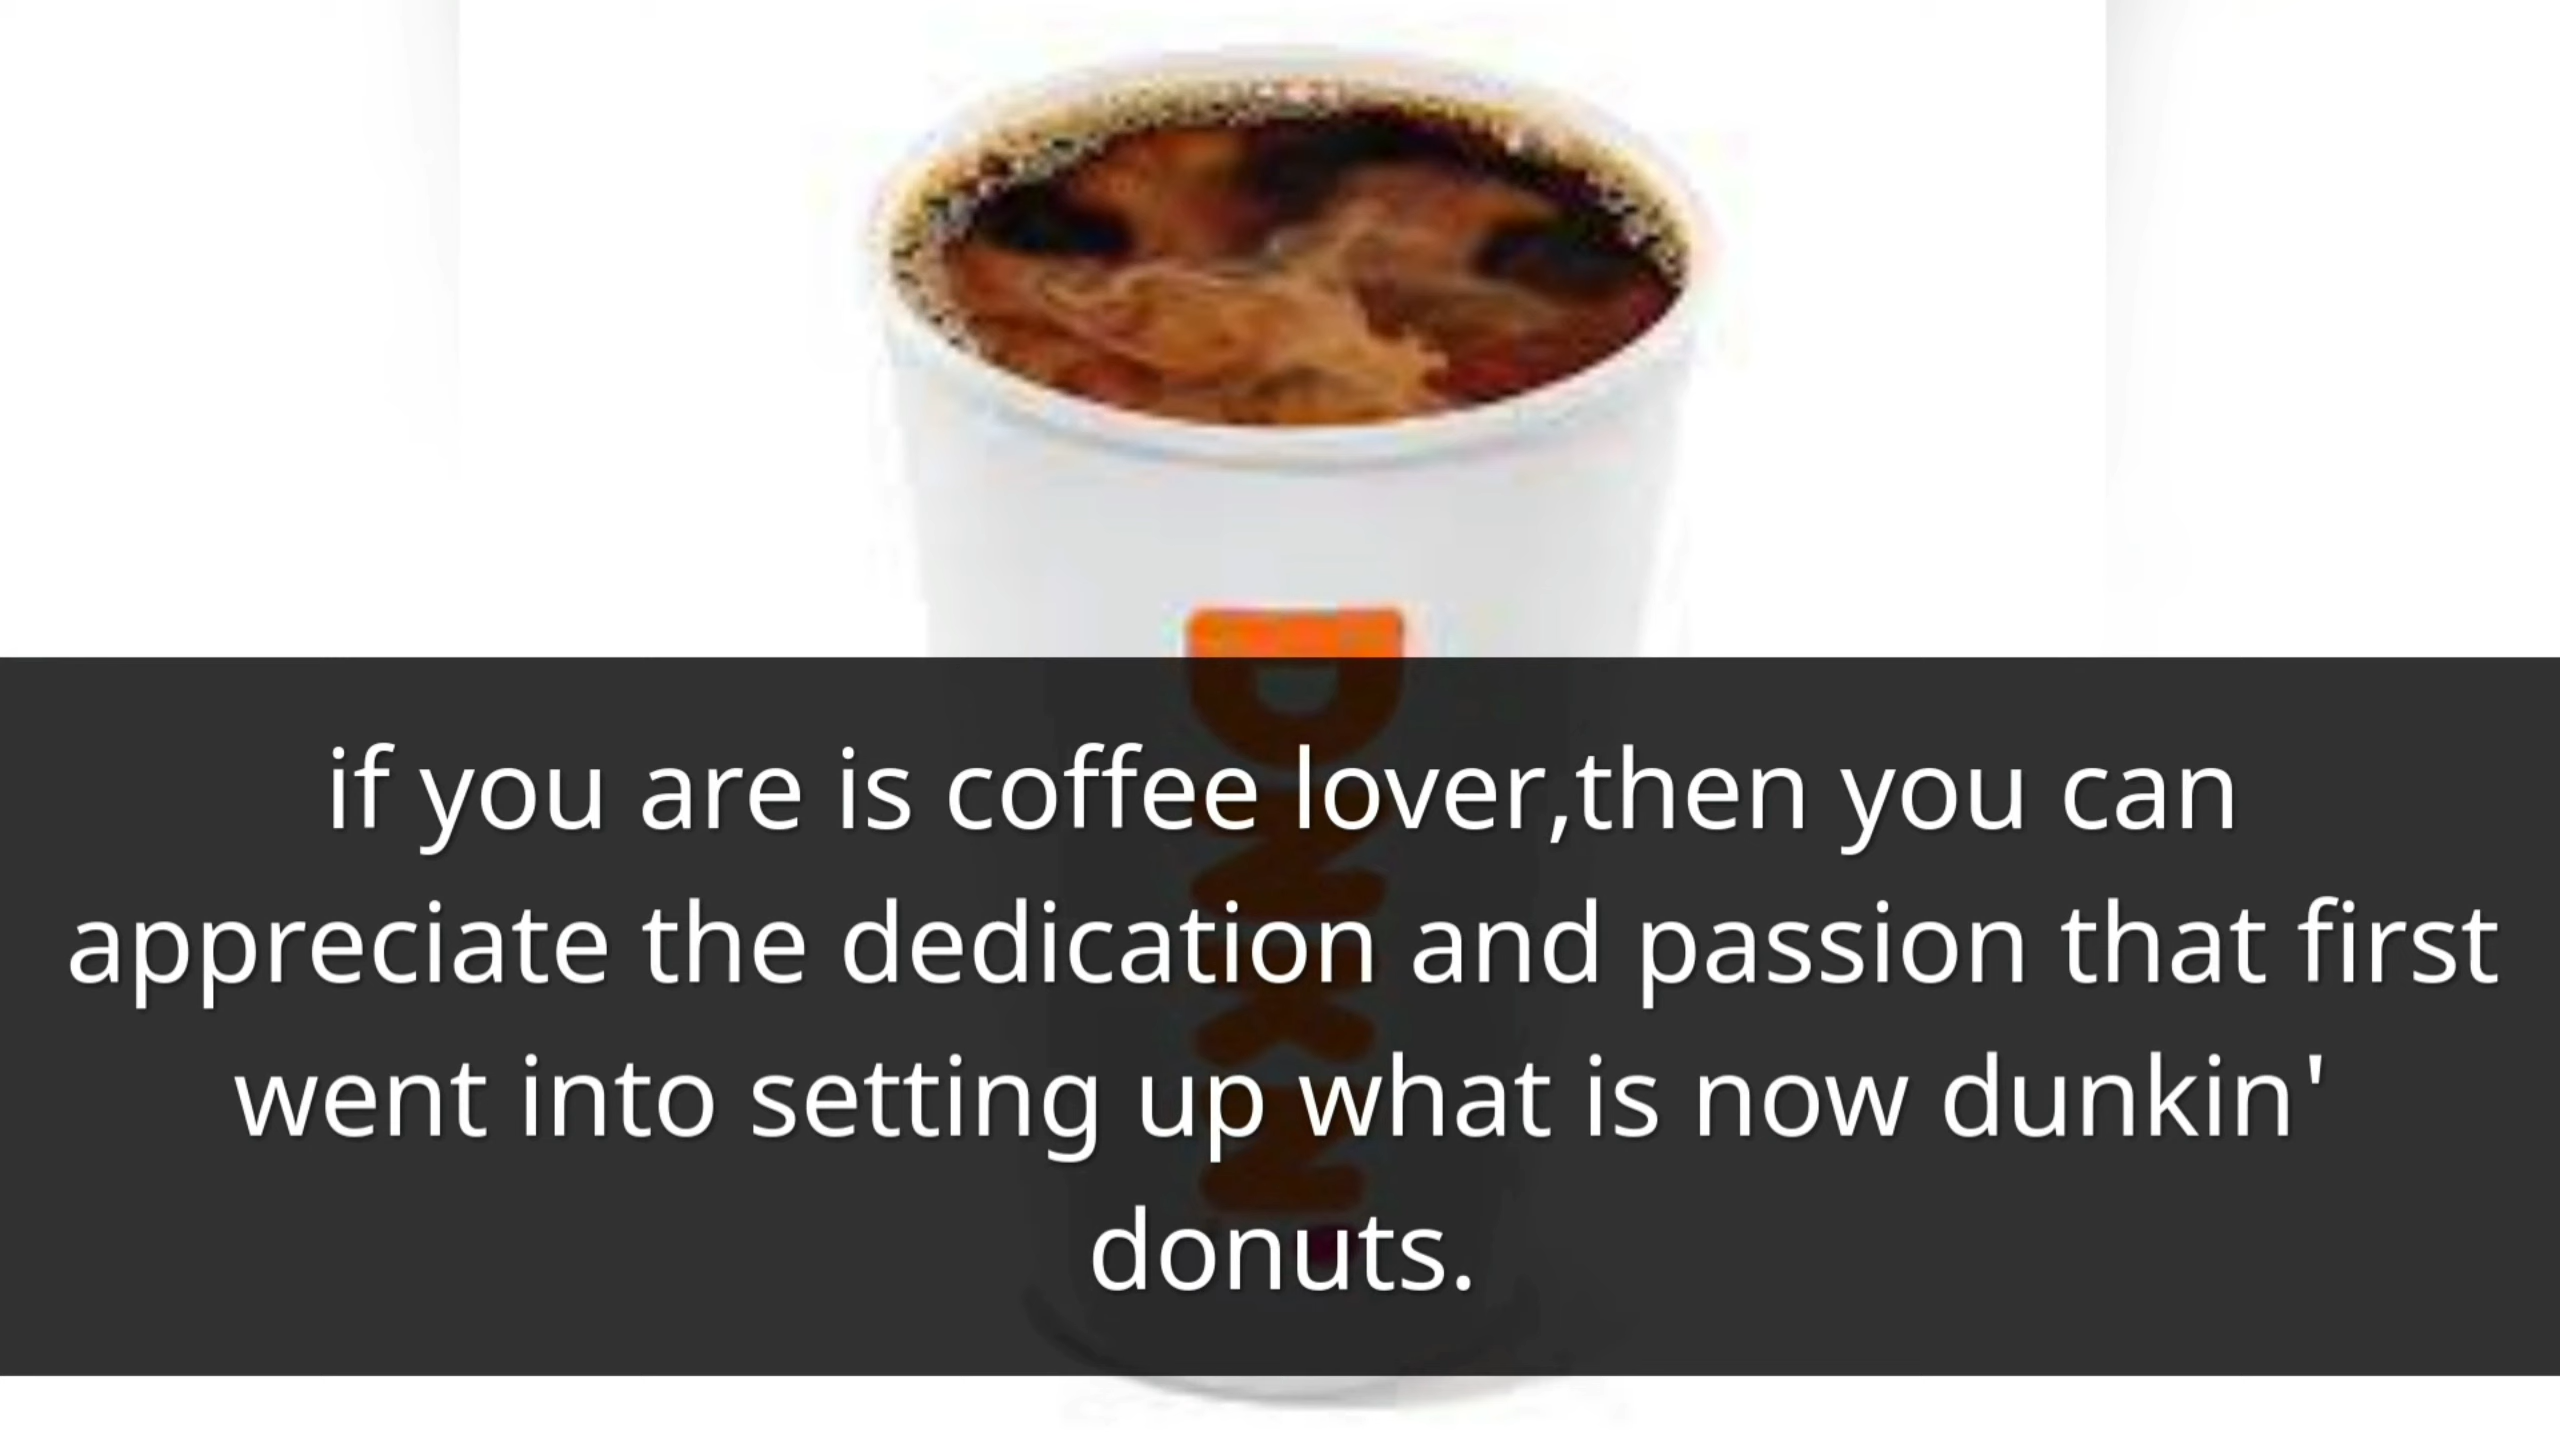 if you are is coffee lover,then you can
appreciate the dedication and passion that first
went into setting up what is now dunkin'
donuts.
DUNKIN'